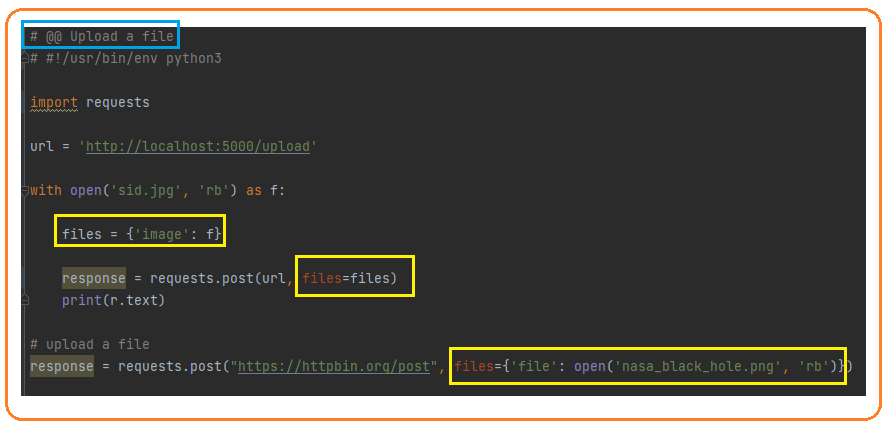 # @@ Upload a file
# #!/usr/bin/env python3
import requests
url = 'http://localhost:5000/upload'
with open('sid.jpg', 'rb') as f:
files = {'image': f}
response = requests.post(url, files=files)
print(r.text)
# upload a file
response = requests.post("https://httpbin.org/post", files={'file': open('nasa_black_hole.png', 'rb')})